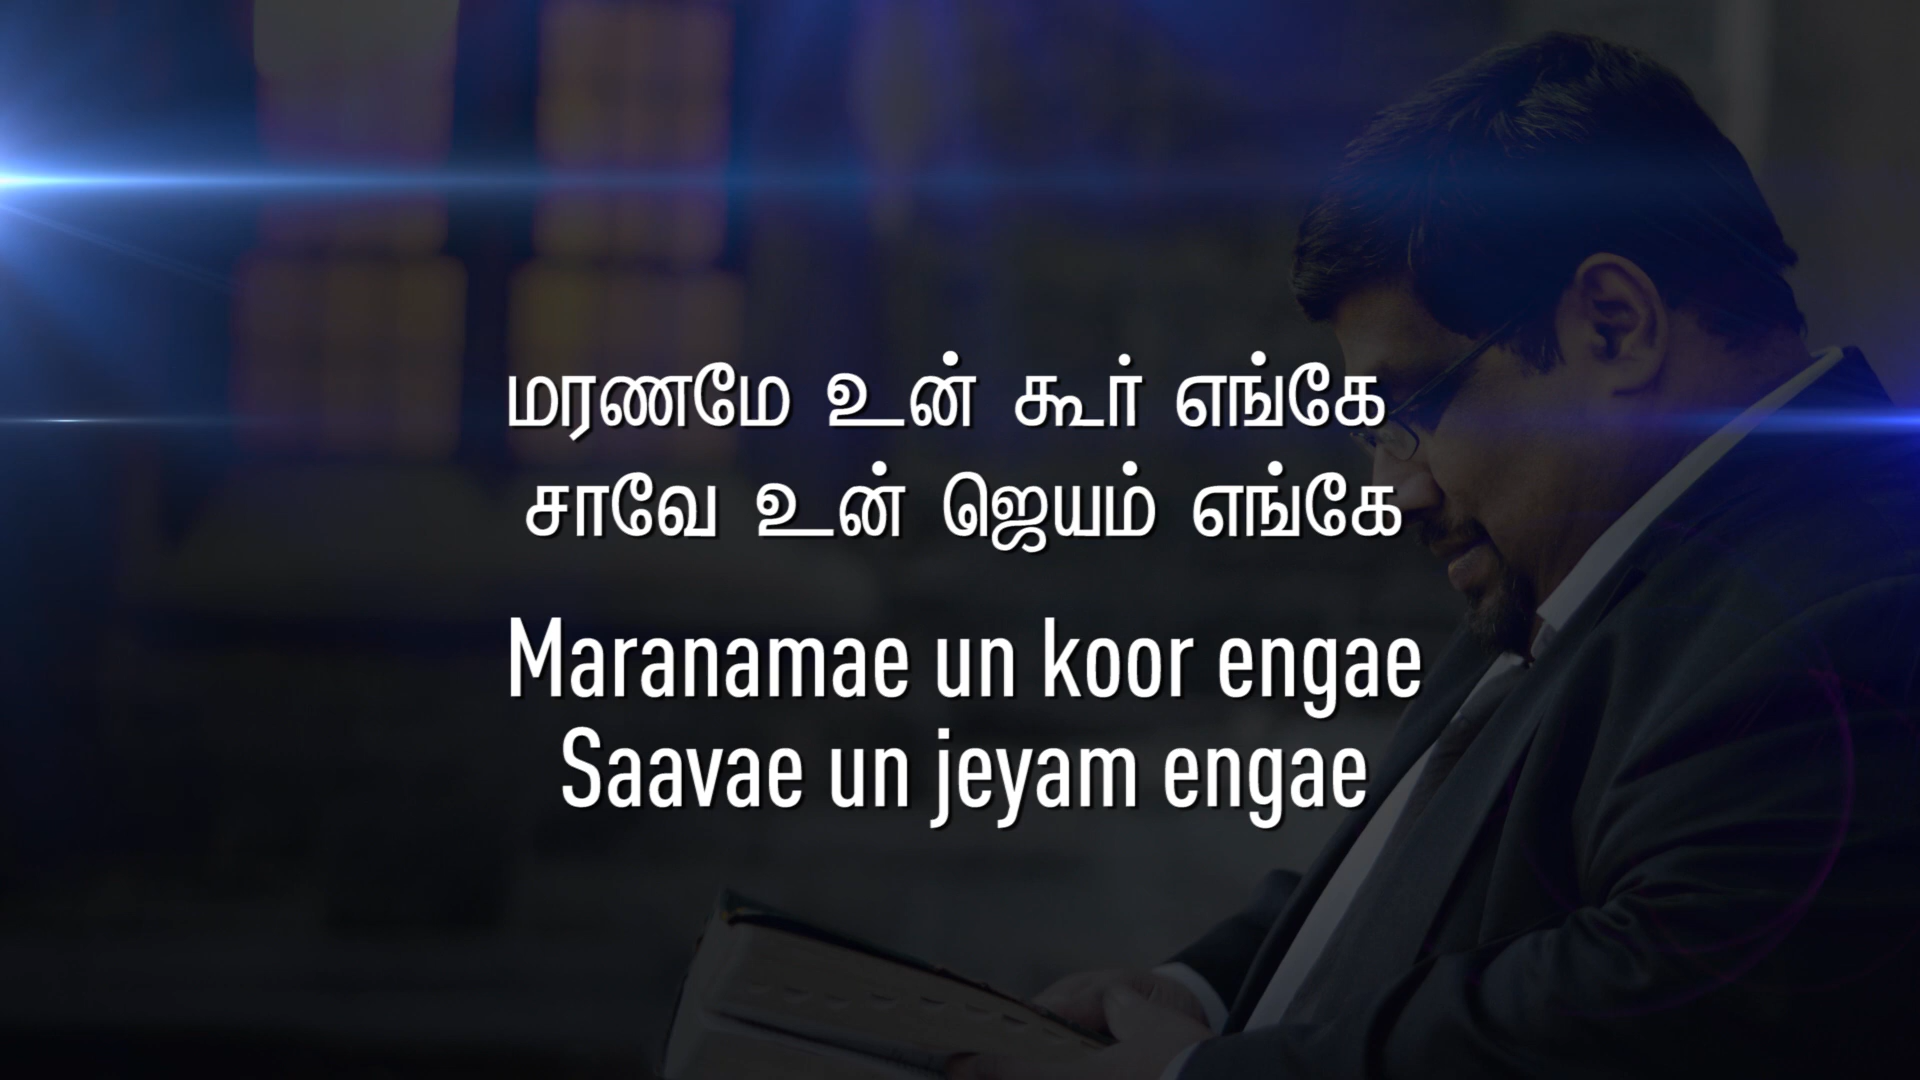 மரணமே உன் கூர் எங்கே
சாவே உன் ஜெயம் எங்கே
Maranamae un koor engae
Saavae un jeyam engae